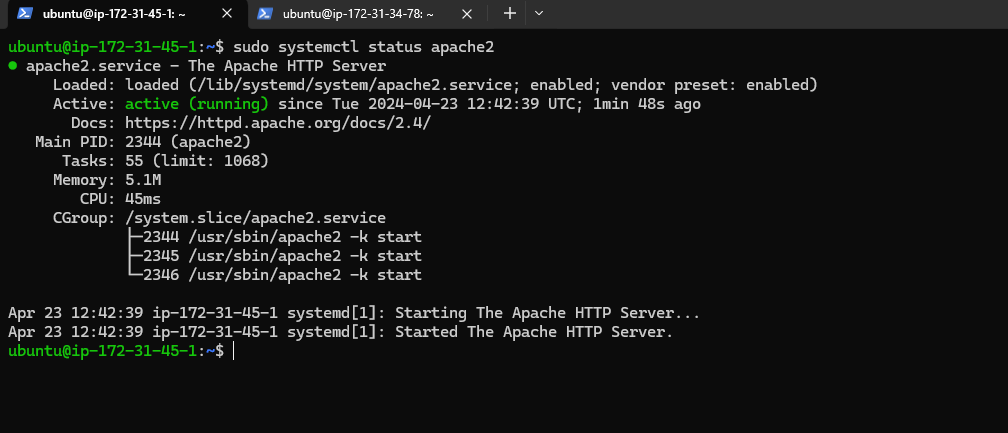 ubuntu@ip-172-31-45-1: ~
ubuntu@ip-172-31-34-78: ~
ubuntu@ip-172-31-45-1:~$ sudo systemctl status apache2
● apache2.service - The Apache HTTP Server
Loaded: loaded (/lib/systemd/system/apache2.service; enabled; vendor preset: enabled)
Active: active (running) since Tue 2024-04-23 12:42:39 UTC; 1min 48s ago
Docs: https://httpd.apache.org/docs/2.4/
Main PID: 2344 (apache2)
Tasks: 55 (limit: 1068)
Memory: 5.1M
CPU: 45ms
CGroup: /system.slice/apache2.service
├─2344 /usr/sbin/apache2 -k start
├─2345 /usr/sbin/apache2 -k start
└─2346 /usr/sbin/apache2 -k start
Apr 23 12:42:39 ip-172-31-45-1 systemd[1]: Starting The Apache HTTP Server...
Apr 23 12:42:39 ip-172-31-45-1 systemd[1]: Started The Apache HTTP Server.
ubuntu@ip-172-31-45-1:~$